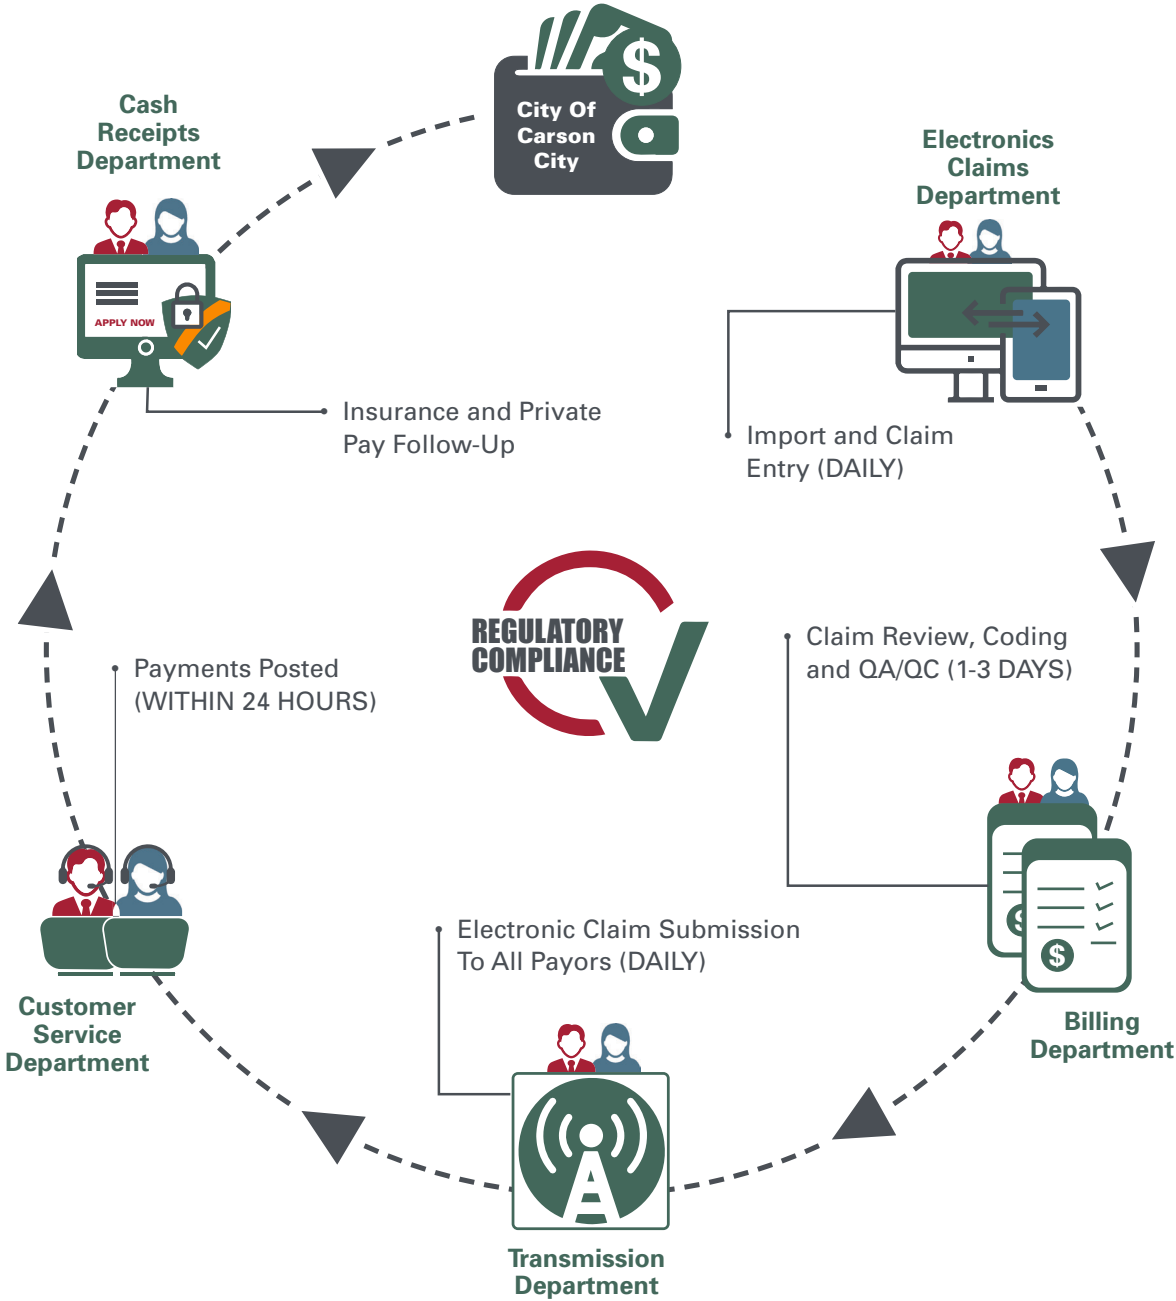 City Of
Carson
City
$
Electronics
Claims
Department
Import and Claim
Entry (DAILY)
Claim Review, Coding
and QA/QC (1-3 DAYS)
$
$
Billing
Department
Electronic Claim Submission
To All Payors (DAILY)
Transmission
Department
Customer
Service
Department
Payments Posted
(WITHIN 24 HOURS)
Cash
Receipts
Department
APPLY NOW
Insurance and Private
Pay Follow-Up
REGULATORY
COMPLIANCE